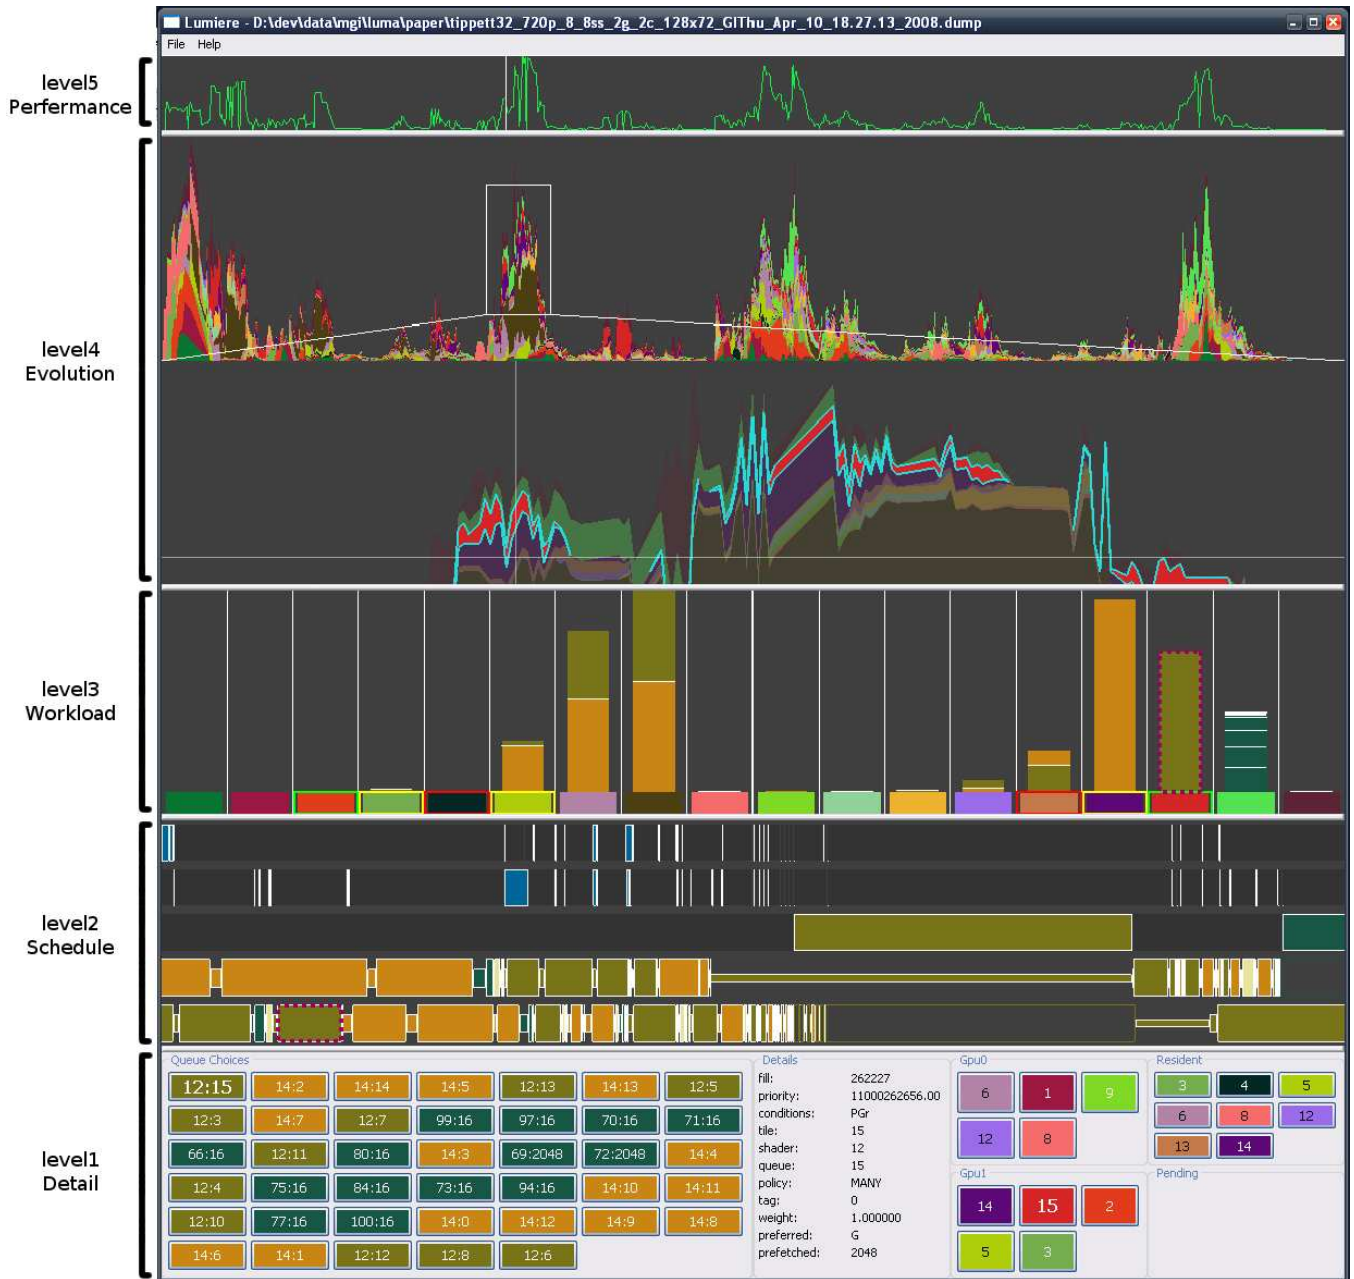 Lumiere - D:\dev\data\mgi\luma\paper\tippett32_720p_8_8ss_2g_2c_128x72_GIThu_Apr_10_18.27.13_2008.dump
File Help
level5
Perfermance
level4
Evolution
level3
Workload
level2
Schedule
level1
Detail
Queue Choices
12:15 14:2 14:14 14:5 12:13 14:13 12:5
12:3 14:7 12:7 99:16 97:16 70:16 71:16
66:16 12:11 80:16 14:3 69:2048 72:2048 14:4
12:4 75:16 84:16 73:16 94:16 14:10 14:11
12:10 77:16 100:16 14:0 14:12 14:9 14:8
14:6 14:1 12:12 12:8 12:6
Details
fill: 262227
priority: 11000262656.00
conditions: PGr
tile: 15
shader: 12
queue: 15
policy: MANY
tag: 0
weight: 1.000000
preferred: G
prefetched: 2048
Gpu0
6 1 9
12 8
Gpu1
14 15 2
5 3
Resident
3 4 5
6 8 12
13 14
Pending